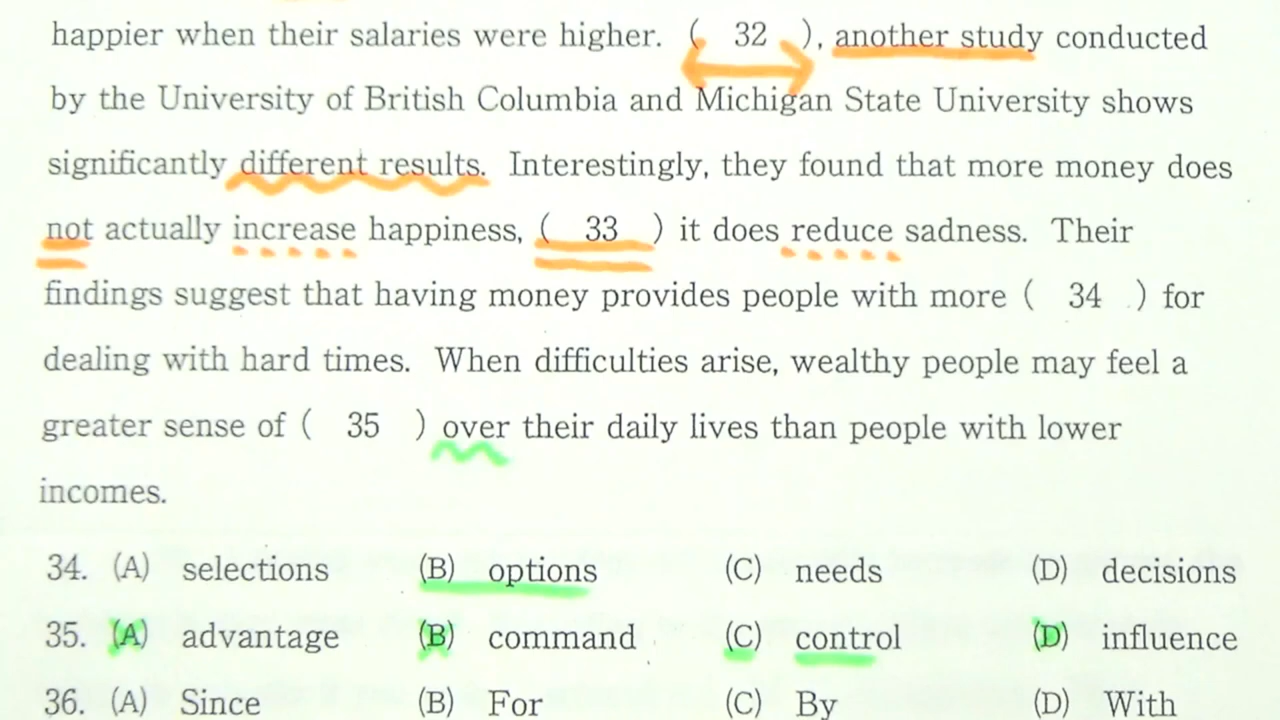 happier when their salaries were higher. ( 32 ), another study conducted
by the University of British Columbia and Michigan State University shows
significantly different results. Interestingly, they found that more money does
not actually increase happiness, ( 33 ) it does reduce sadness. Their
findings suggest that having money provides people with more ( 34 ) for
dealing with hard times. When difficulties arise, wealthy people may feel a
greater sense of ( 35 ) over their daily lives than people with lower
incomes.
34. (A) selections (B) options (C) needs (D) decisions
35. (A) advantage (B) command (C) control (D) influence
36. (A) Since (B) For (C) By (D) With